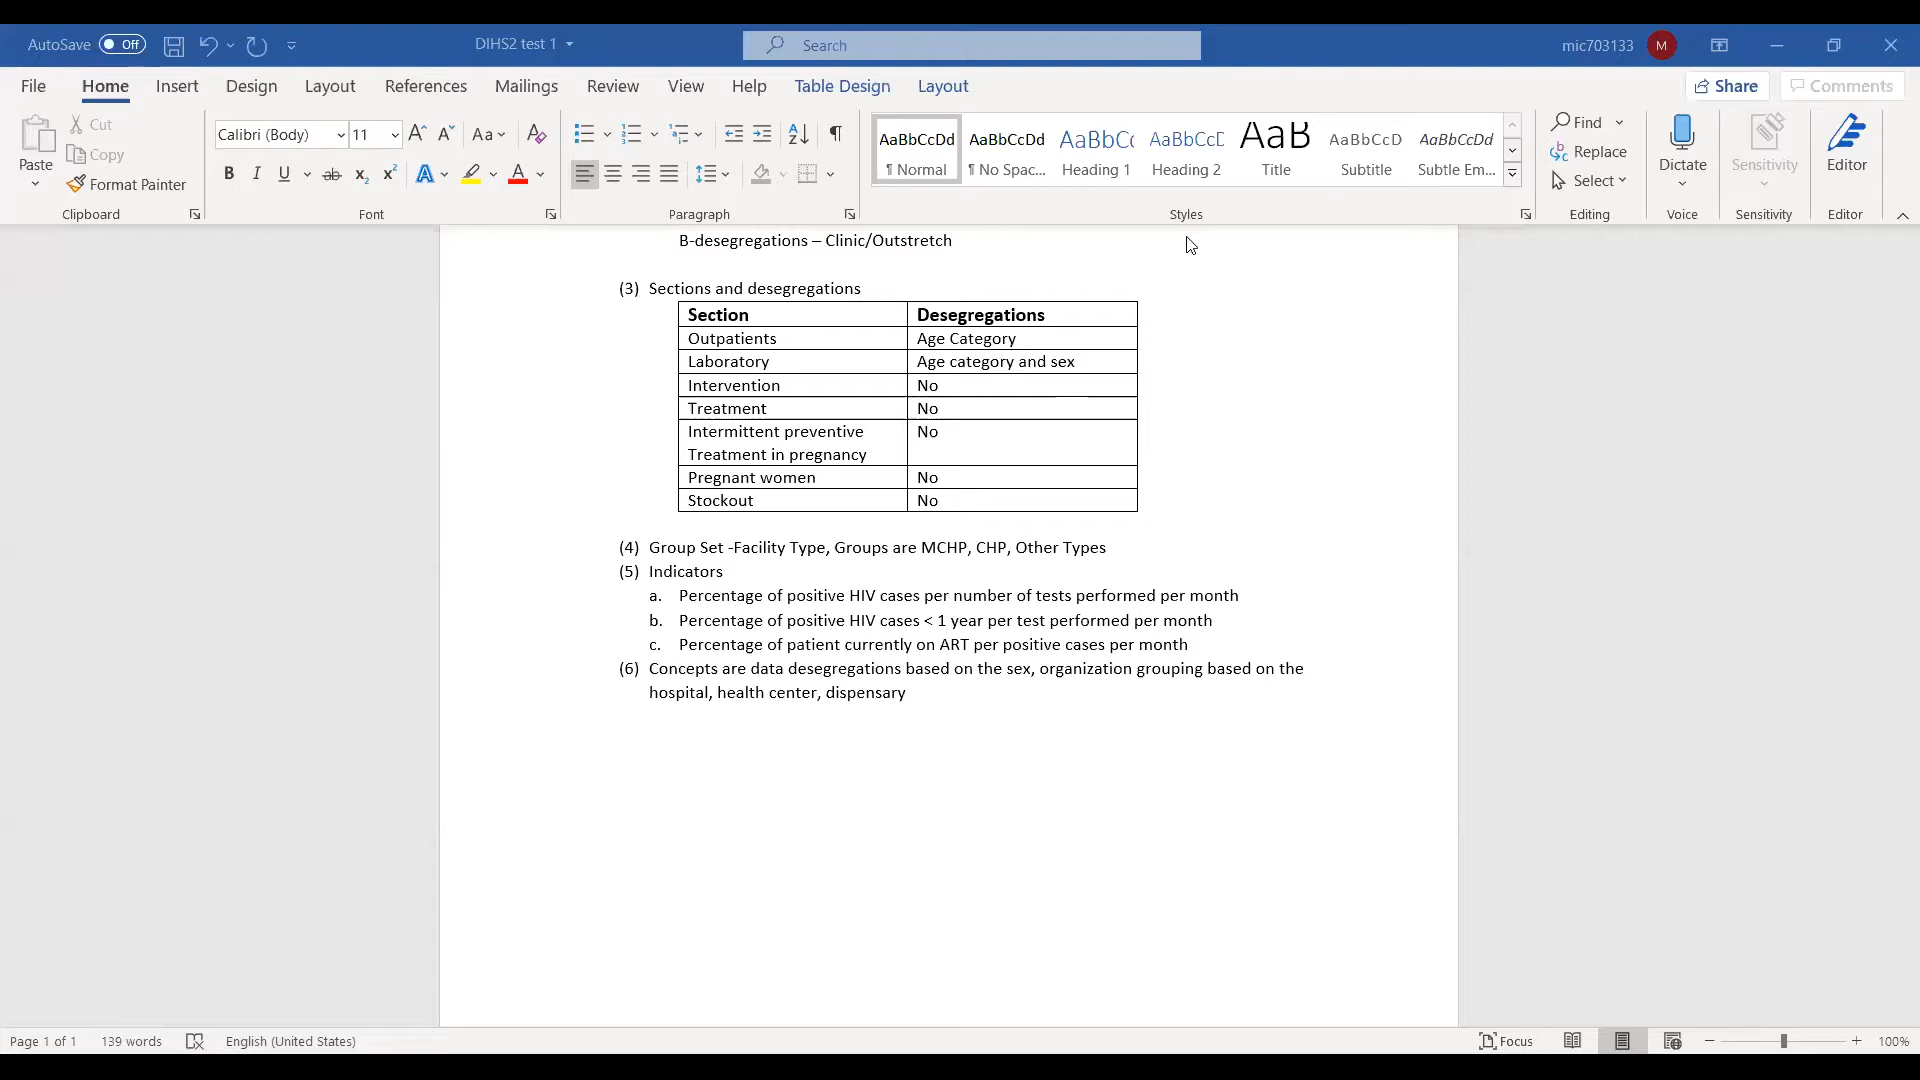 AutoSave Off DIHS2 test 1 Search mic703133 M
File Home Insert Design Layout References Mailings Review View Help Table Design Layout Share Comments
Paste Cut Copy Format Painter Clipboard
Calibri (Body) 11 Aa Font
Paragraph
AaBbCcDd AaBbCcDd AaBbCc AaBbCcD AaB AaBbCcD AaBbCcDd
¶ Normal ¶ No Spac... Heading 1 Heading 2 Title Subtitle Subtle Em...
Styles
Find Replace Select Editing
Dictate Voice
Sensitivity Sensitivity
Editor Editor
B-desegregations – Clinic/Outstretch
(3) Sections and desegregations
Section Desegregations
Outpatients Age Category
Laboratory Age category and sex
Intervention No
Treatment No
Intermittent preventive No
Treatment in pregnancy
Pregnant women No
Stockout No
(4) Group Set -Facility Type, Groups are MCHP, CHP, Other Types
(5) Indicators
a. Percentage of positive HIV cases per number of tests performed per month
b. Percentage of positive HIV cases < 1 year per test performed per month
c. Percentage of patient currently on ART per positive cases per month
(6) Concepts are data desegregations based on the sex, organization grouping based on the
hospital, health center, dispensary
Page 1 of 1 139 words English (United States) Focus 100%